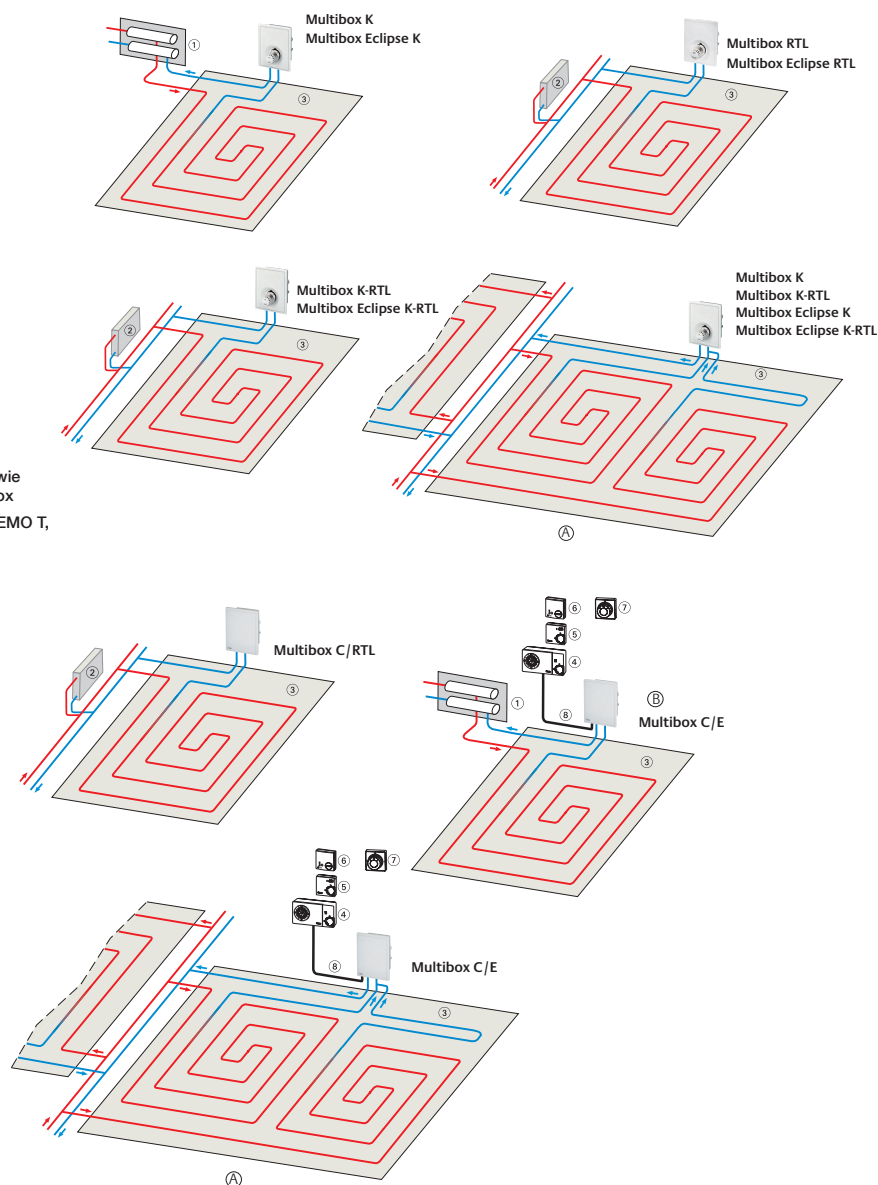 Multibox K
Multibox Eclipse K
①
③
Multibox RTL
Multibox Eclipse RTL
②
③
Multibox K-RTL
Multibox Eclipse K-RTL
②
③
Multibox K
Multibox K-RTL
Multibox Eclipse K
Multibox Eclipse K-RTL
③
Ⓐ
wie
ox
EMO T,
Multibox C/RTL
②
③
⑥
⑦
⑤
④
Ⓑ
Multibox C/E
①
⑧
③
⑥
⑦
⑤
④
⑧
Multibox C/E
③
Ⓐ